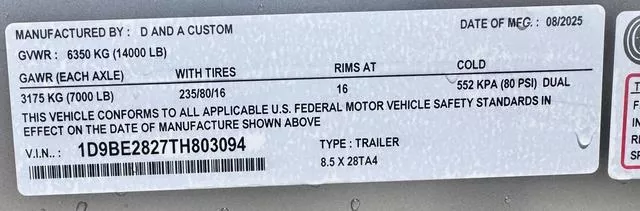 MANUFACTURED BY : D AND A CUSTOM DATE OF MFG. : 08/2025
GVWR : 6350 KG (14000 LB)
GAWR (EACH AXLE) WITH TIRES RIMS AT COLD
3175 KG (7000 LB) 235/80/16 16 552 KPA (80 PSI) DUAL
THIS VEHICLE CONFORMS TO ALL APPLICABLE U.S. FEDERAL MOTOR VEHICLE SAFETY STANDARDS IN
EFFECT ON THE DATE OF MANUFACTURE SHOWN ABOVE
V.I.N. : 1D9BE2827TH803094 TYPE : TRAILER
8.5 X 28TA4